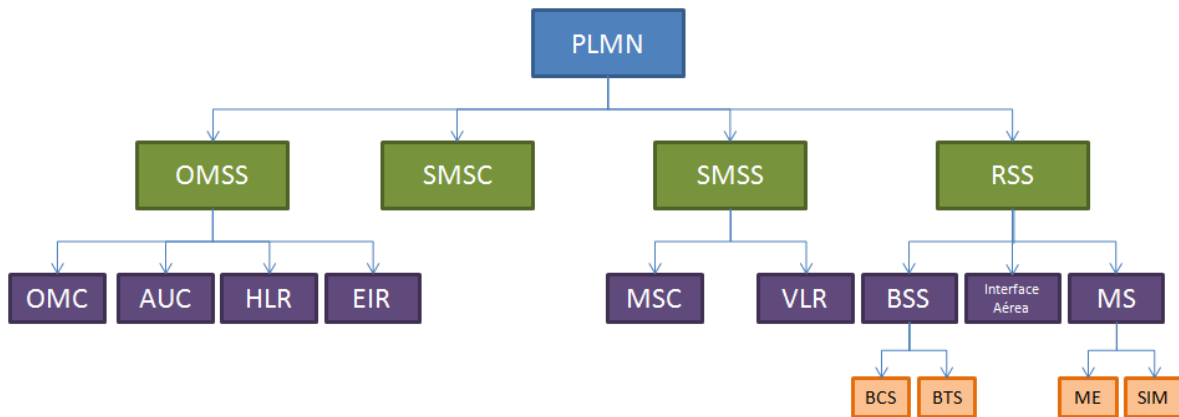 PLMN
OMSS
SMSC
SMSS
RSS
OMC
AUC
HLR
EIR
MSC
VLR
BSS
Interface
Aérea
MS
BCS
BTS
ME
SIM